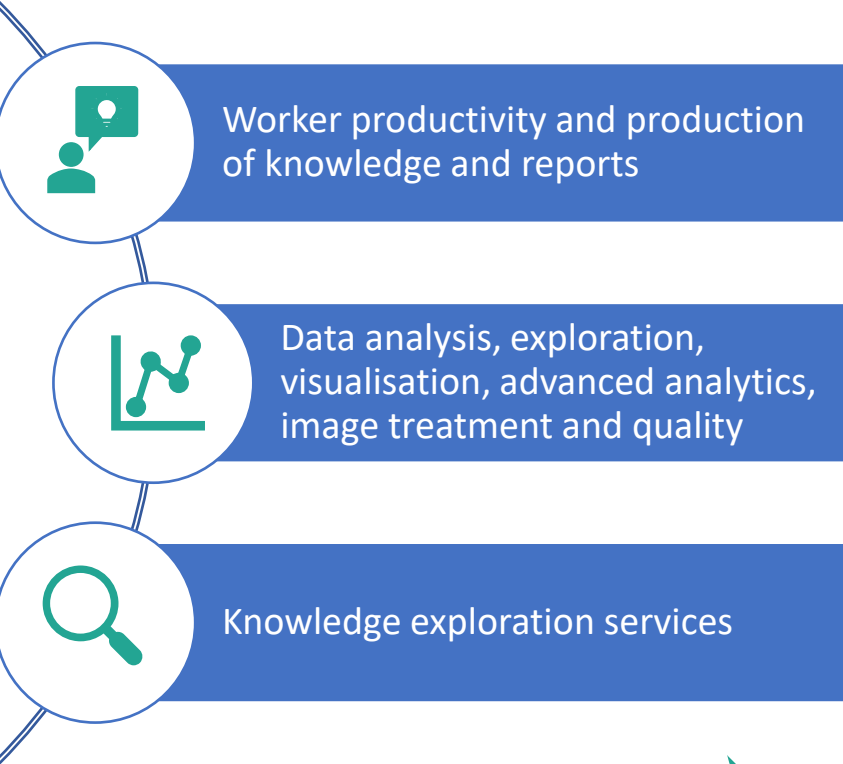 Worker productivity and production
of knowledge and reports
Data analysis, exploration,
visualisation, advanced analytics,
image treatment and quality
Knowledge exploration services